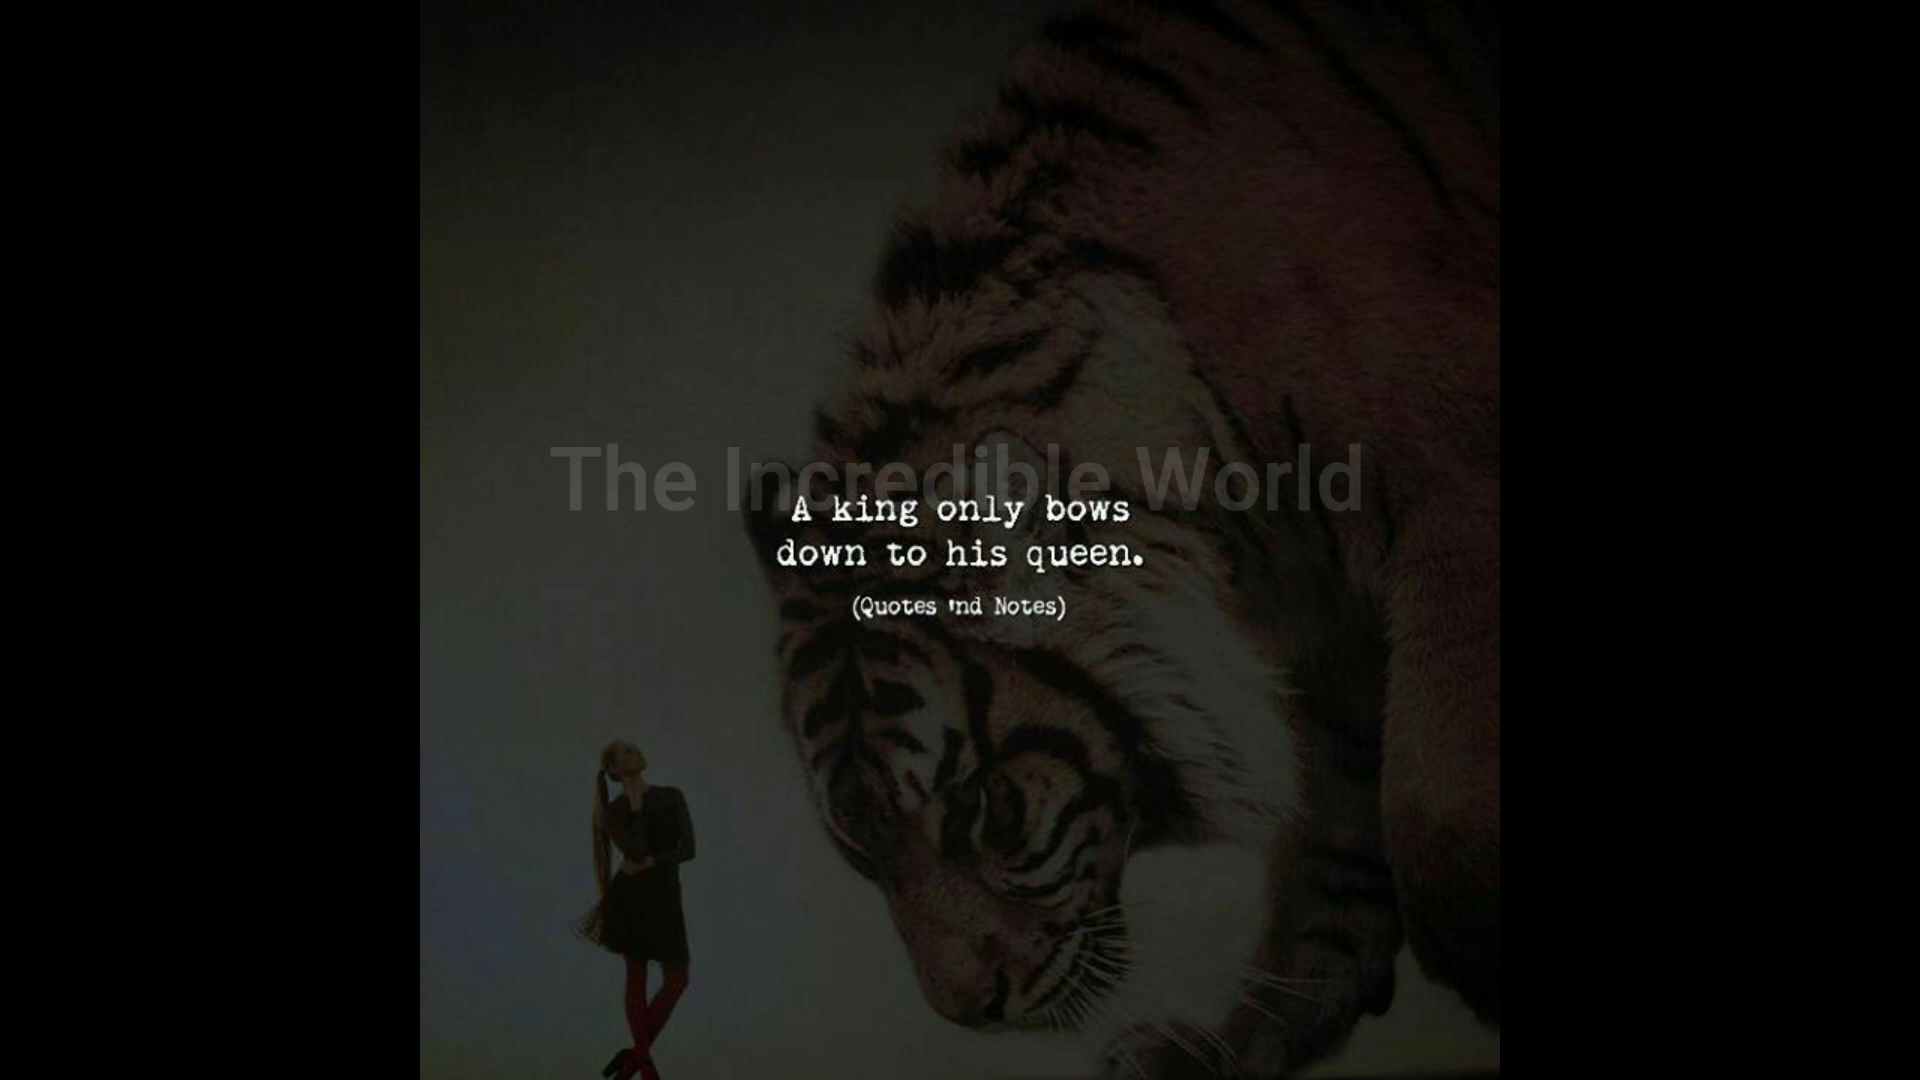 The Incredible World
A king only bows
down to his queen.
(Quotes 'nd Notes)